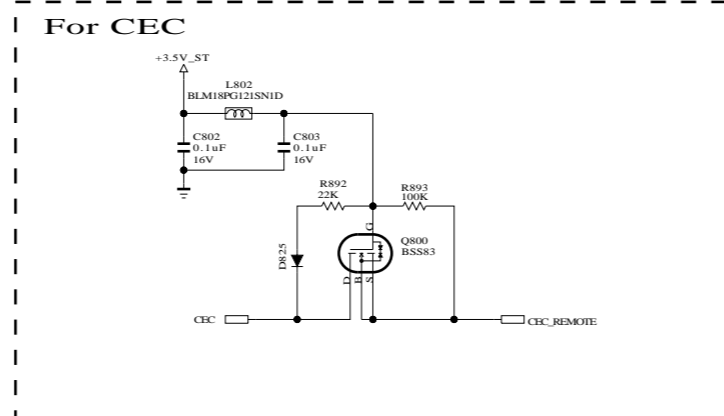 For CEC
+3.5V_ST
L802
BLM18PG121SN1D
C802
0.1uF
16V
C803
0.1uF
16V
R892
22K
R893
100K
G
Q800
BSS83
D825
D
B
S
CEC
CEC_REMOTE